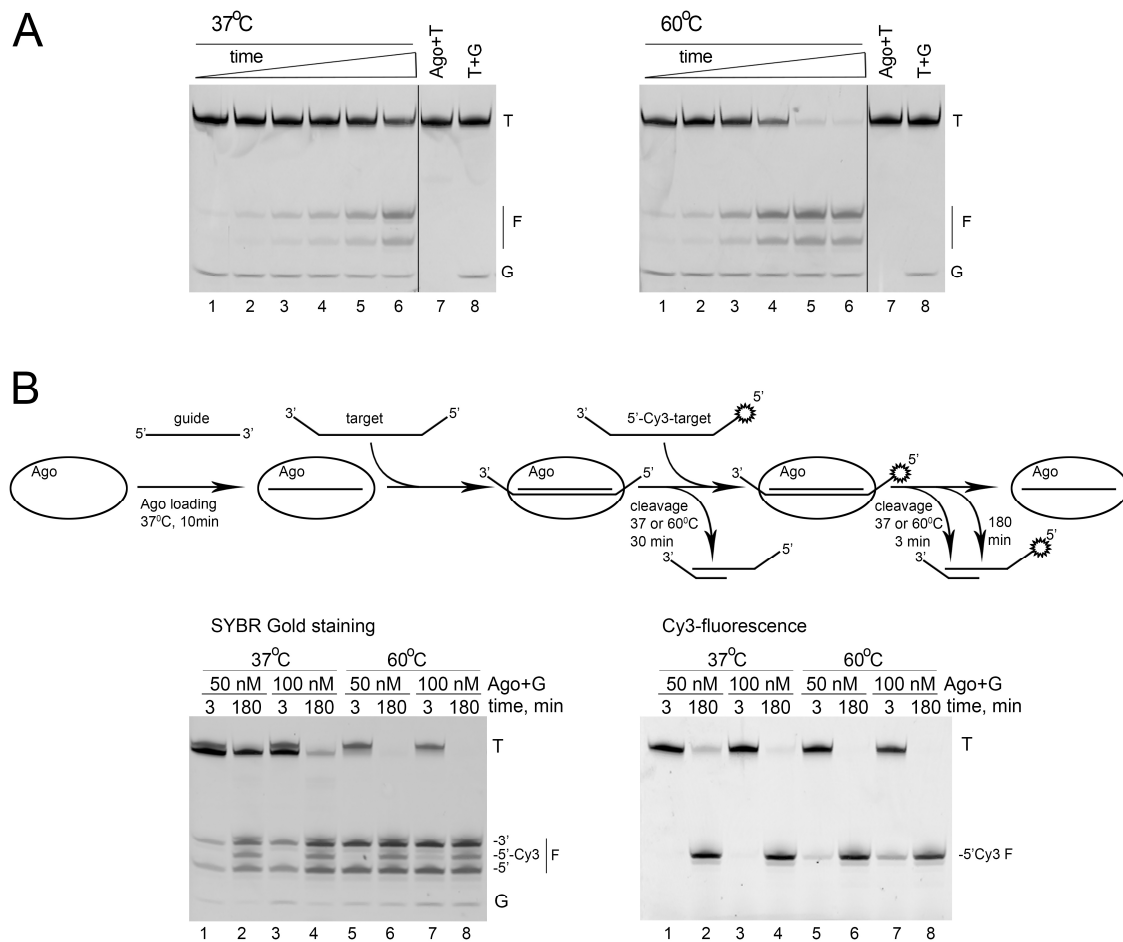 A
37°C
time
Ago+T
T+G
T
F
G
1 2 3 4 5 6 7 8
60°C
time
Ago+T
T+G
T
F
G
1 2 3 4 5 6 7 8
B
guide
5' 3'
Ago
Ago loading
37°C, 10min
3' target 5'
Ago
3' 5'-Cy3-target 5'
3' Ago 5'
cleavage
37 or 60°C
30 min
3' 5'
3' Ago 5'
cleavage
37 or 60°C
3 min
180
min
3' 5'
Ago
SYBR Gold staining
37°C 60°C
50 nM 100 nM 50 nM 100 nM Ago+G
3 180 3 180 3 180 3 180 time, min
T
-3'
-5'-Cy3
-5'
F
G
1 2 3 4 5 6 7 8
Cy3-fluorescence
37°C 60°C
50 nM 100 nM 50 nM 100 nM Ago+G
3 180 3 180 3 180 3 180 time, min
T
-5'Cy3 F
1 2 3 4 5 6 7 8